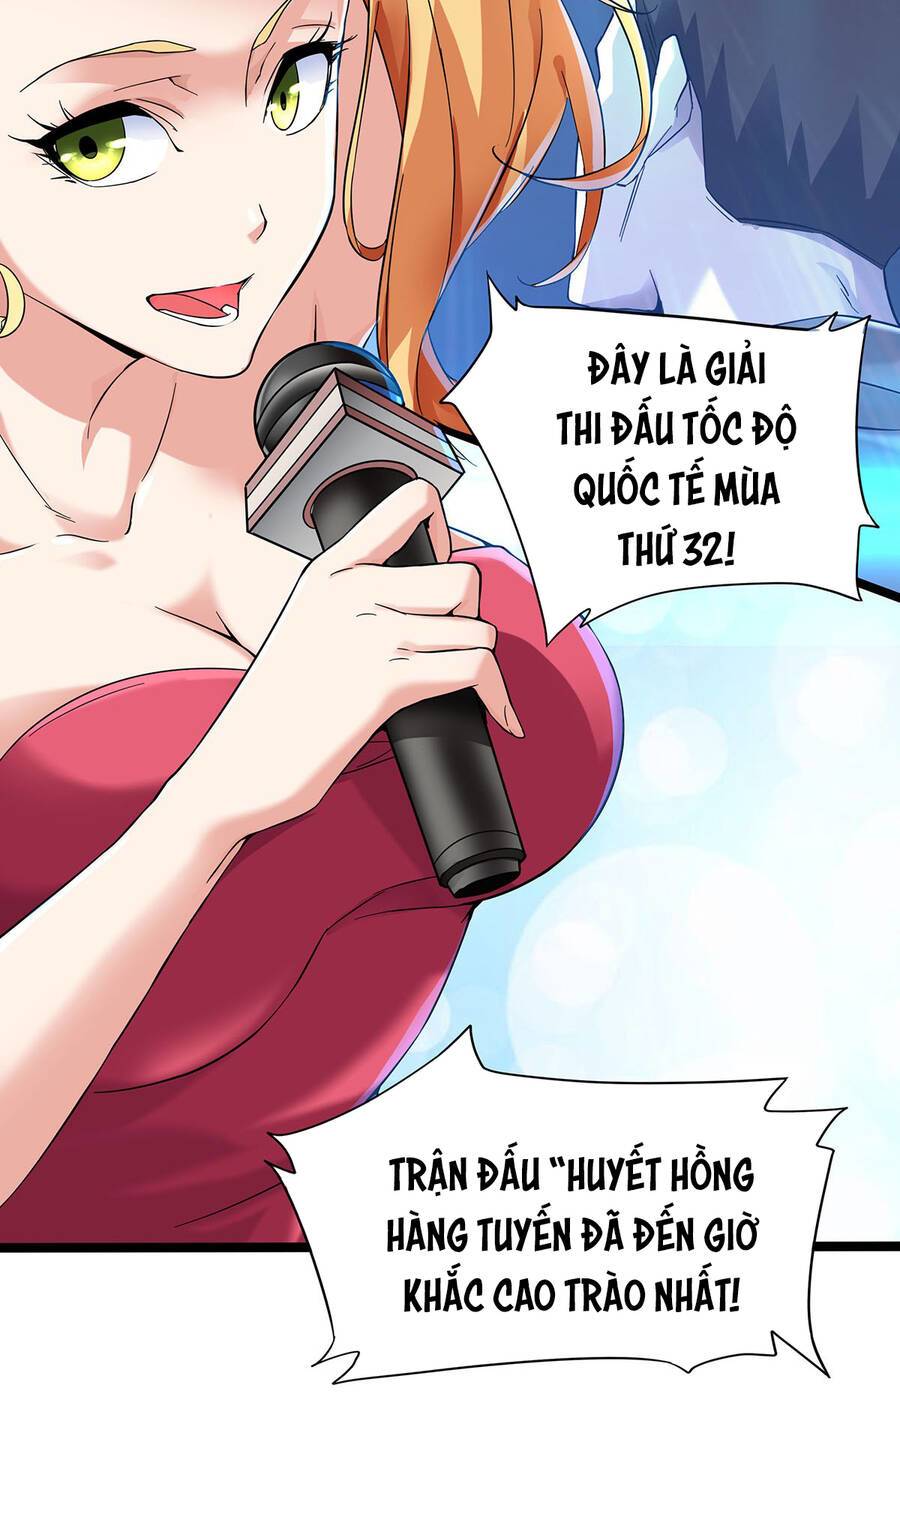 ĐÂY LÀ GIẢI
THI ĐẤU TỐC ĐỘ
QUỐC TẾ MÙA
THỨ 32!
TRẬN ĐẤU "HUYẾT HỒNG
HÀNG TUYẾN ĐÃ ĐẾN GIỜ
KHẮC CAO TRÀO NHẤT!